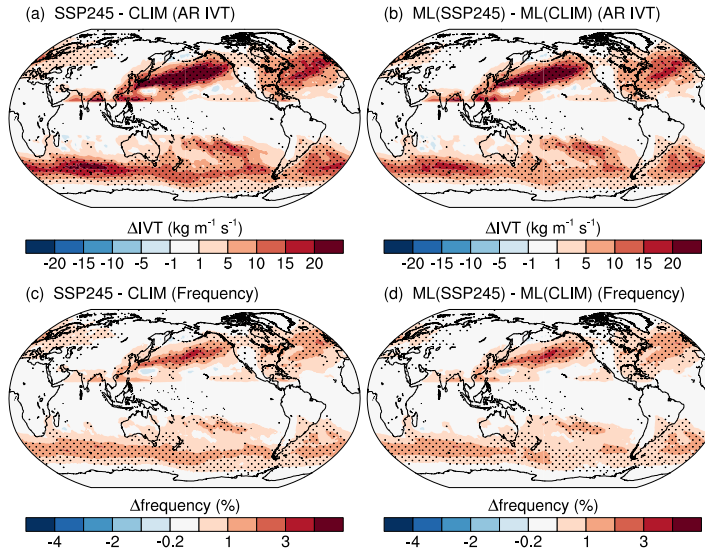 (a) SSP245 - CLIM (AR IVT)
(b) ML(SSP245) - ML(CLIM) (AR IVT)
ΔIVT (kg m⁻¹ s⁻¹)
-20 -15 -10 -5 -1 1 5 10 15 20
ΔIVT (kg m⁻¹ s⁻¹)
-20 -15 -10 -5 -1 1 5 10 15 20
(c) SSP245 - CLIM (Frequency)
(d) ML(SSP245) - ML(CLIM) (Frequency)
Δfrequency (%)
-4 -2 -0.2 1 3
Δfrequency (%)
-4 -2 -0.2 1 3